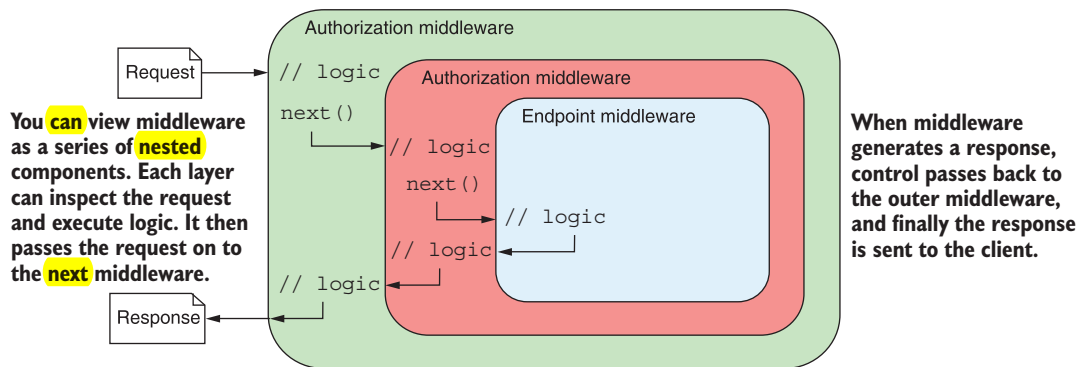 Authorization middleware
Request
// logic
Authorization middleware
next()
Endpoint middleware
// logic
next()
// logic
// logic
// logic
Response
You can view middleware
as a series of nested
components. Each layer
can inspect the request
and execute logic. It then
passes the request on to
the next middleware.
When middleware
generates a response,
control passes back to
the outer middleware,
and finally the response
is sent to the client.